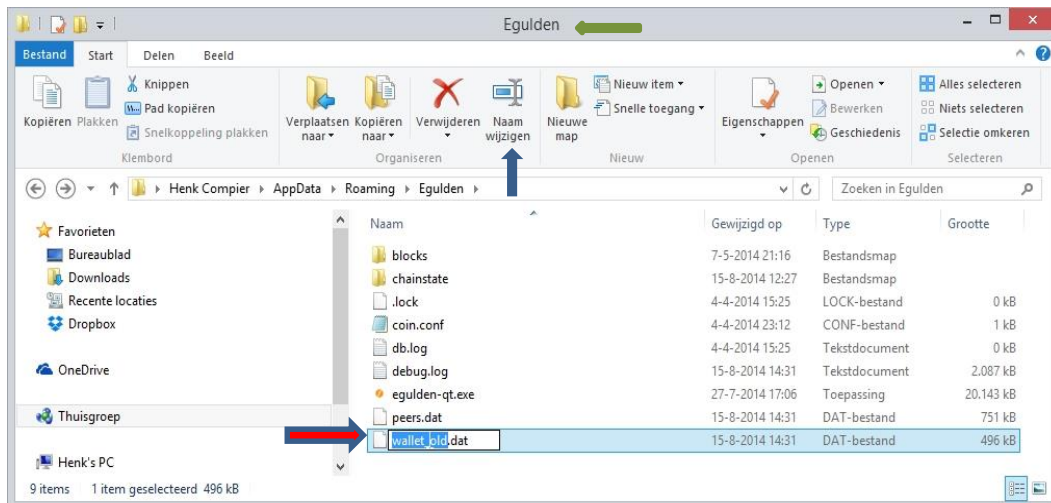 Egulden
Bestand Start Delen Beeld
Kopiëren Plakken Knippen Pad kopiëren Snelkoppeling plakken
Klembord
Verplaatsen naar Kopiëren naar Verwijderen Naam wijzigen
Organiseren
Nieuwe map Nieuw item Snelle toegang
Nieuw
Eigenschappen Openen Bewerken Geschiedenis
Openen
Alles selecteren Niets selecteren Selectie omkeren
Selecteren
Henk Compier AppData Roaming Egulden Zoeken in Egulden
Favorieten
Bureaublad
Downloads
Recente locaties
Dropbox
OneDrive
Thuisgroep
Henk's PC
Naam Gewijzigd op Type Grootte
blocks 7-5-2014 21:16 Bestandsmap
chainstate 15-8-2014 12:27 Bestandsmap
.lock 4-4-2014 15:25 LOCK-bestand 0 kB
coin.conf 4-4-2014 23:12 CONF-bestand 1 kB
db.log 4-4-2014 15:25 Tekstdocument 0 kB
debug.log 15-8-2014 14:31 Tekstdocument 2.087 kB
egulden-qt.exe 27-7-2014 17:06 Toepassing 20.143 kB
peers.dat 15-8-2014 14:31 DAT-bestand 751 kB
wallet_old.dat 15-8-2014 14:31 DAT-bestand 496 kB
9 items 1 item geselecteerd 496 kB